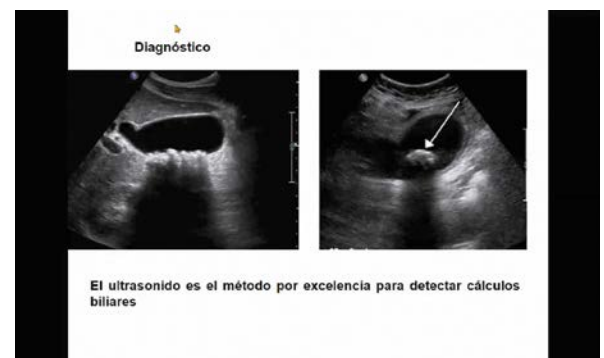 Diagnóstico
El ultrasonido es el método por excelencia para detectar cálculos
biliares